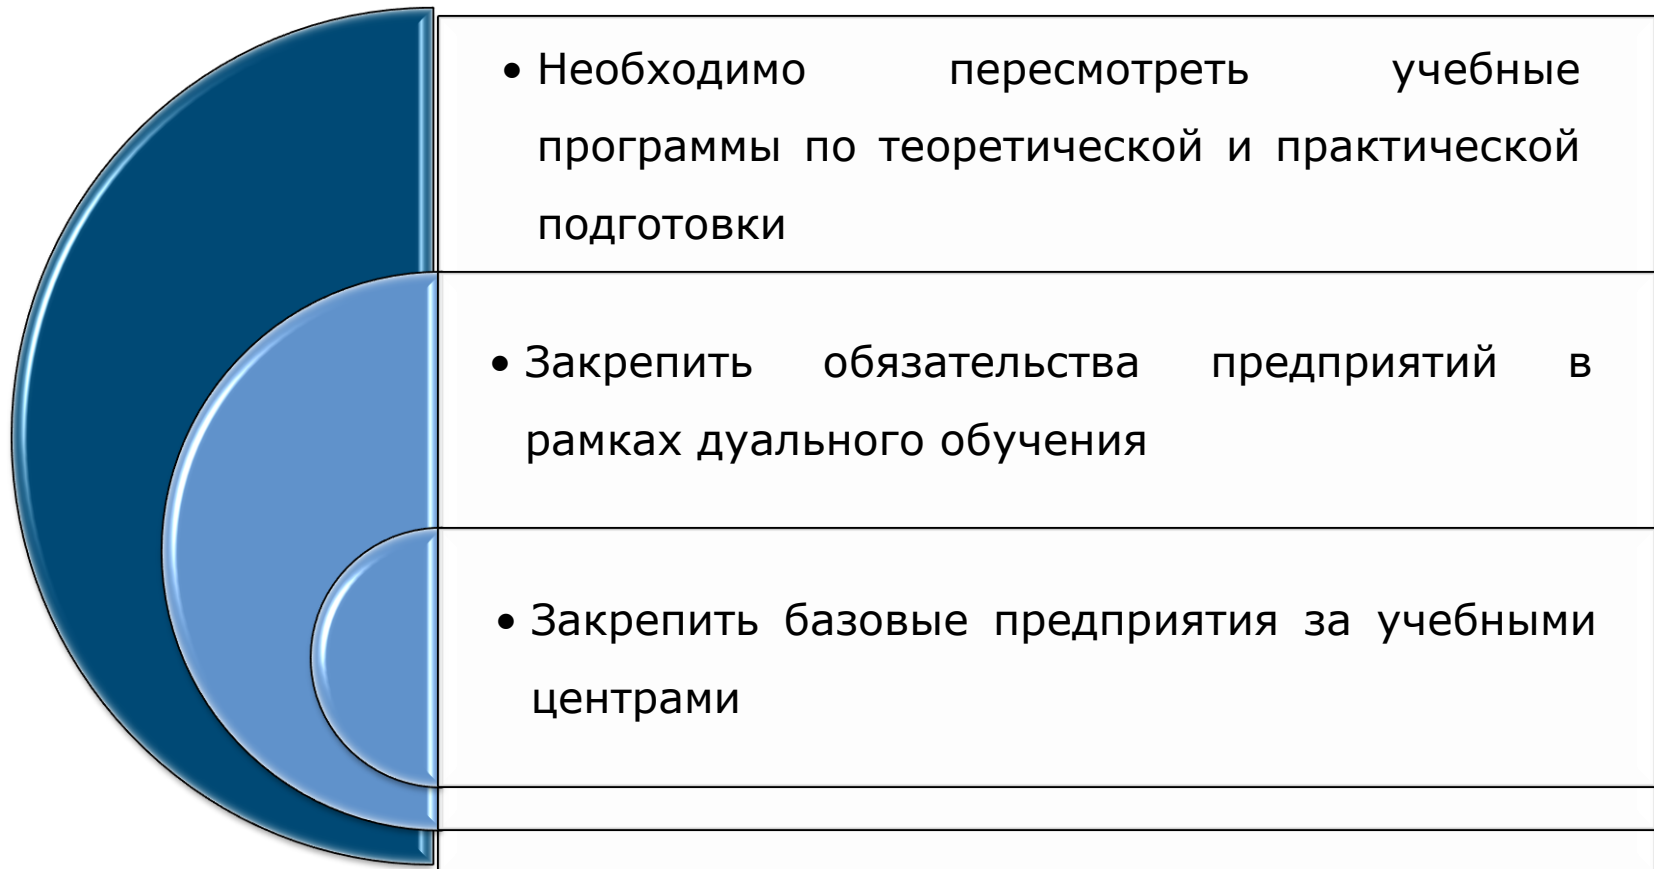 • Необходимо пересмотреть учебные
программы по теоретической и практической
подготовки
• Закрепить обязательства предприятий в
рамках дуального обучения
• Закрепить базовые предприятия за учебными
центрами